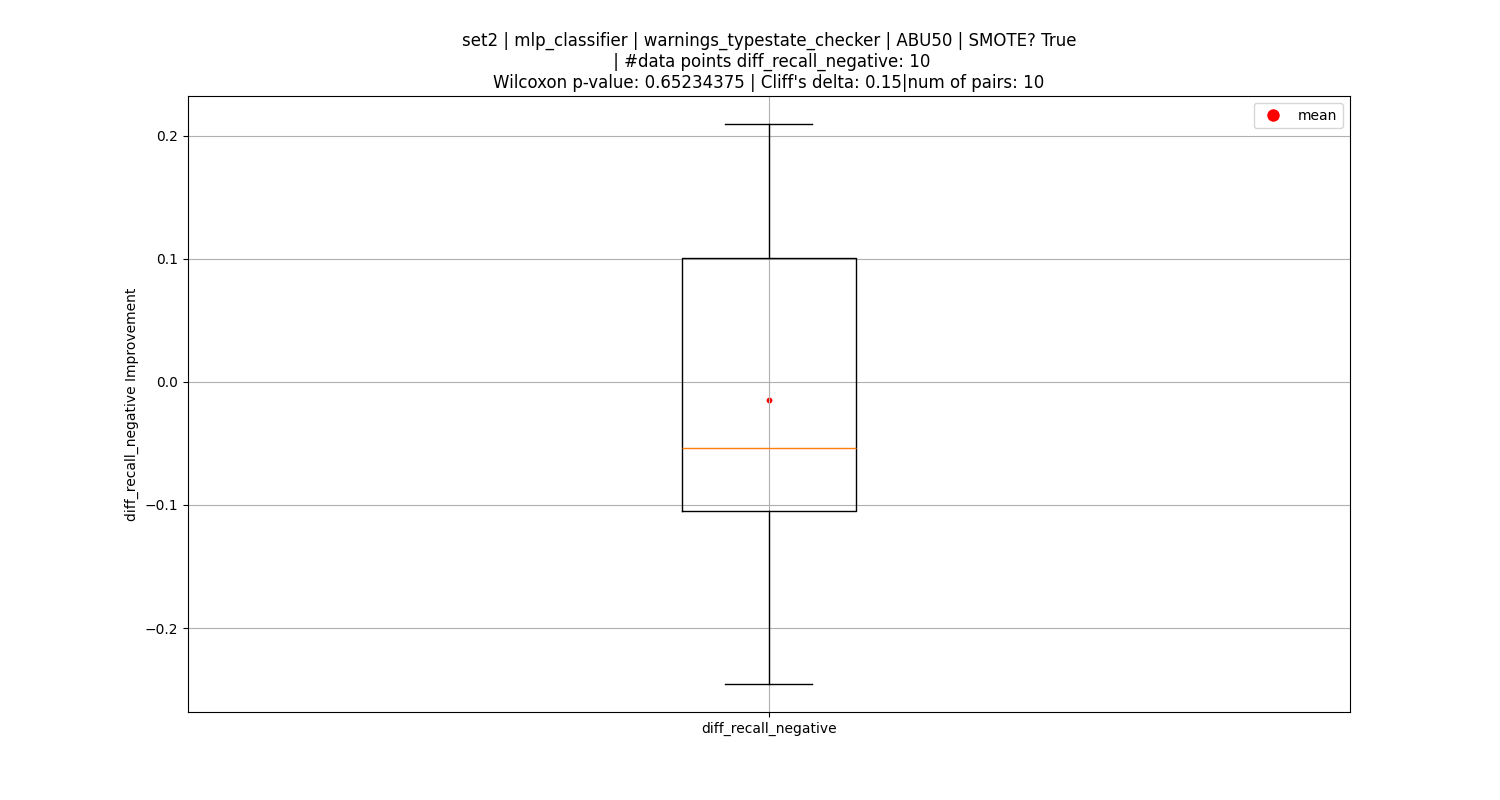 set2 | mlp_classifier | warnings_typestate_checker | ABU50 | SMOTE? True
| #data points diff_recall_negative: 10
Wilcoxon p-value: 0.65234375 | Cliff's delta: 0.15|num of pairs: 10
mean
0.2
0.1
0.0
−0.1
−0.2
diff_recall_negative Improvement
diff_recall_negative